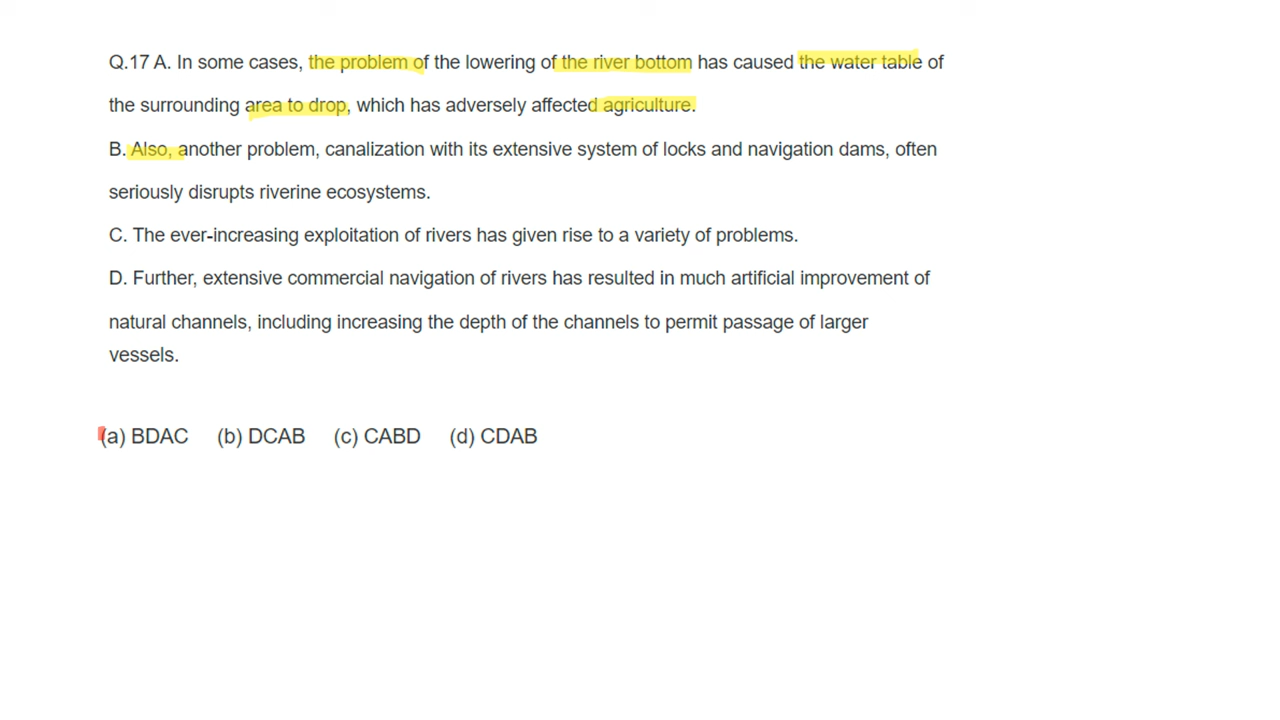 Q.17 A. In some cases, the problem of the lowering of the river bottom has caused the water table of
the surrounding area to drop, which has adversely affected agriculture.
B. Also, another problem, canalization with its extensive system of locks and navigation dams, often
seriously disrupts riverine ecosystems.
C. The ever-increasing exploitation of rivers has given rise to a variety of problems.
D. Further, extensive commercial navigation of rivers has resulted in much artificial improvement of
natural channels, including increasing the depth of the channels to permit passage of larger
vessels.
(a) BDAC (b) DCAB (c) CABD (d) CDAB